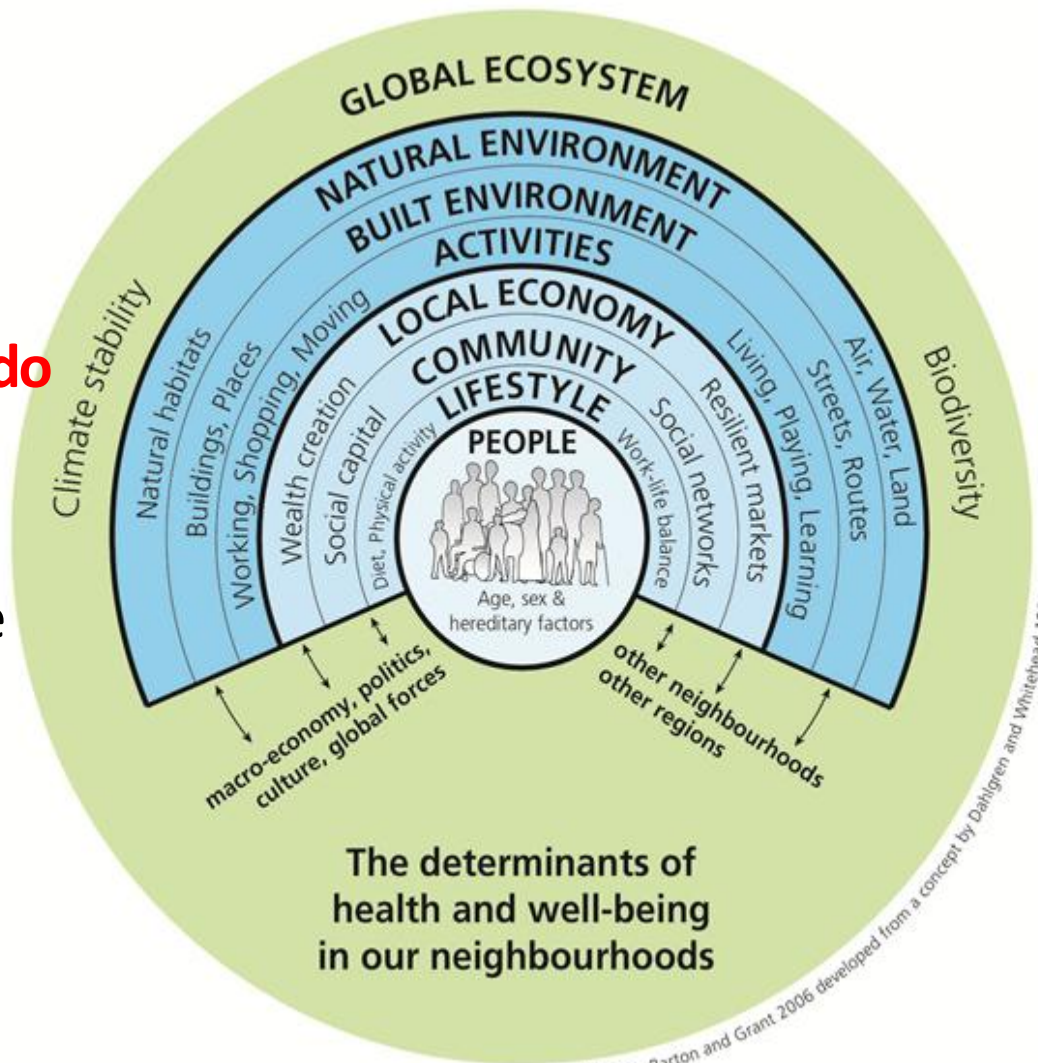 GLOBAL ECOSYSTEM
NATURAL ENVIRONMENT
BUILT ENVIRONMENT
ACTIVITIES
LOCAL ECONOMY
COMMUNITY
LIFESTYLE
PEOPLE
Age, sex &
hereditary factors
Climate stability
Natural habitats
Buildings, Places
Working, Shopping, Moving
Wealth creation
Social capital
Diet, Physical activity
Work-life balance
Social networks
Resilient markets
Living, Playing, Learning
Streets, Routes
Air, Water, Land
Biodiversity
do
e
macro-economy, politics,
culture, global forces
other neighbourhoods
other regions
The determinants of
health and well-being
in our neighbourhoods
and Grant 2006 developed from a concept by Dahlgren and Whitehead